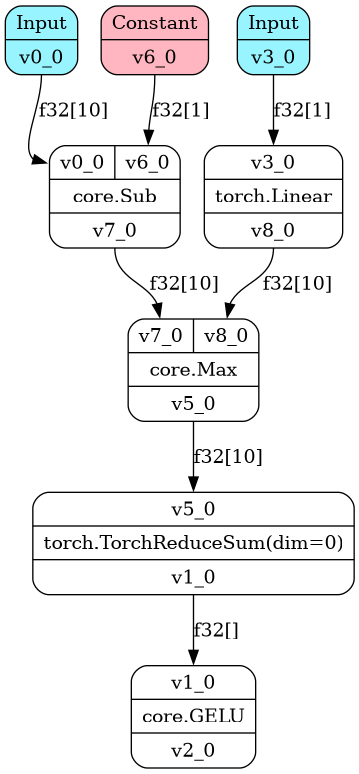 Input
v0_0
Constant
v6_0
Input
v3_0
f32[10]
f32[1]
f32[1]
v0_0 v6_0
core.Sub
v7_0
v3_0
torch.Linear
v8_0
f32[10]
f32[10]
v7_0 v8_0
core.Max
v5_0
f32[10]
v5_0
torch.TorchReduceSum(dim=0)
v1_0
f32[]
v1_0
core.GELU
v2_0